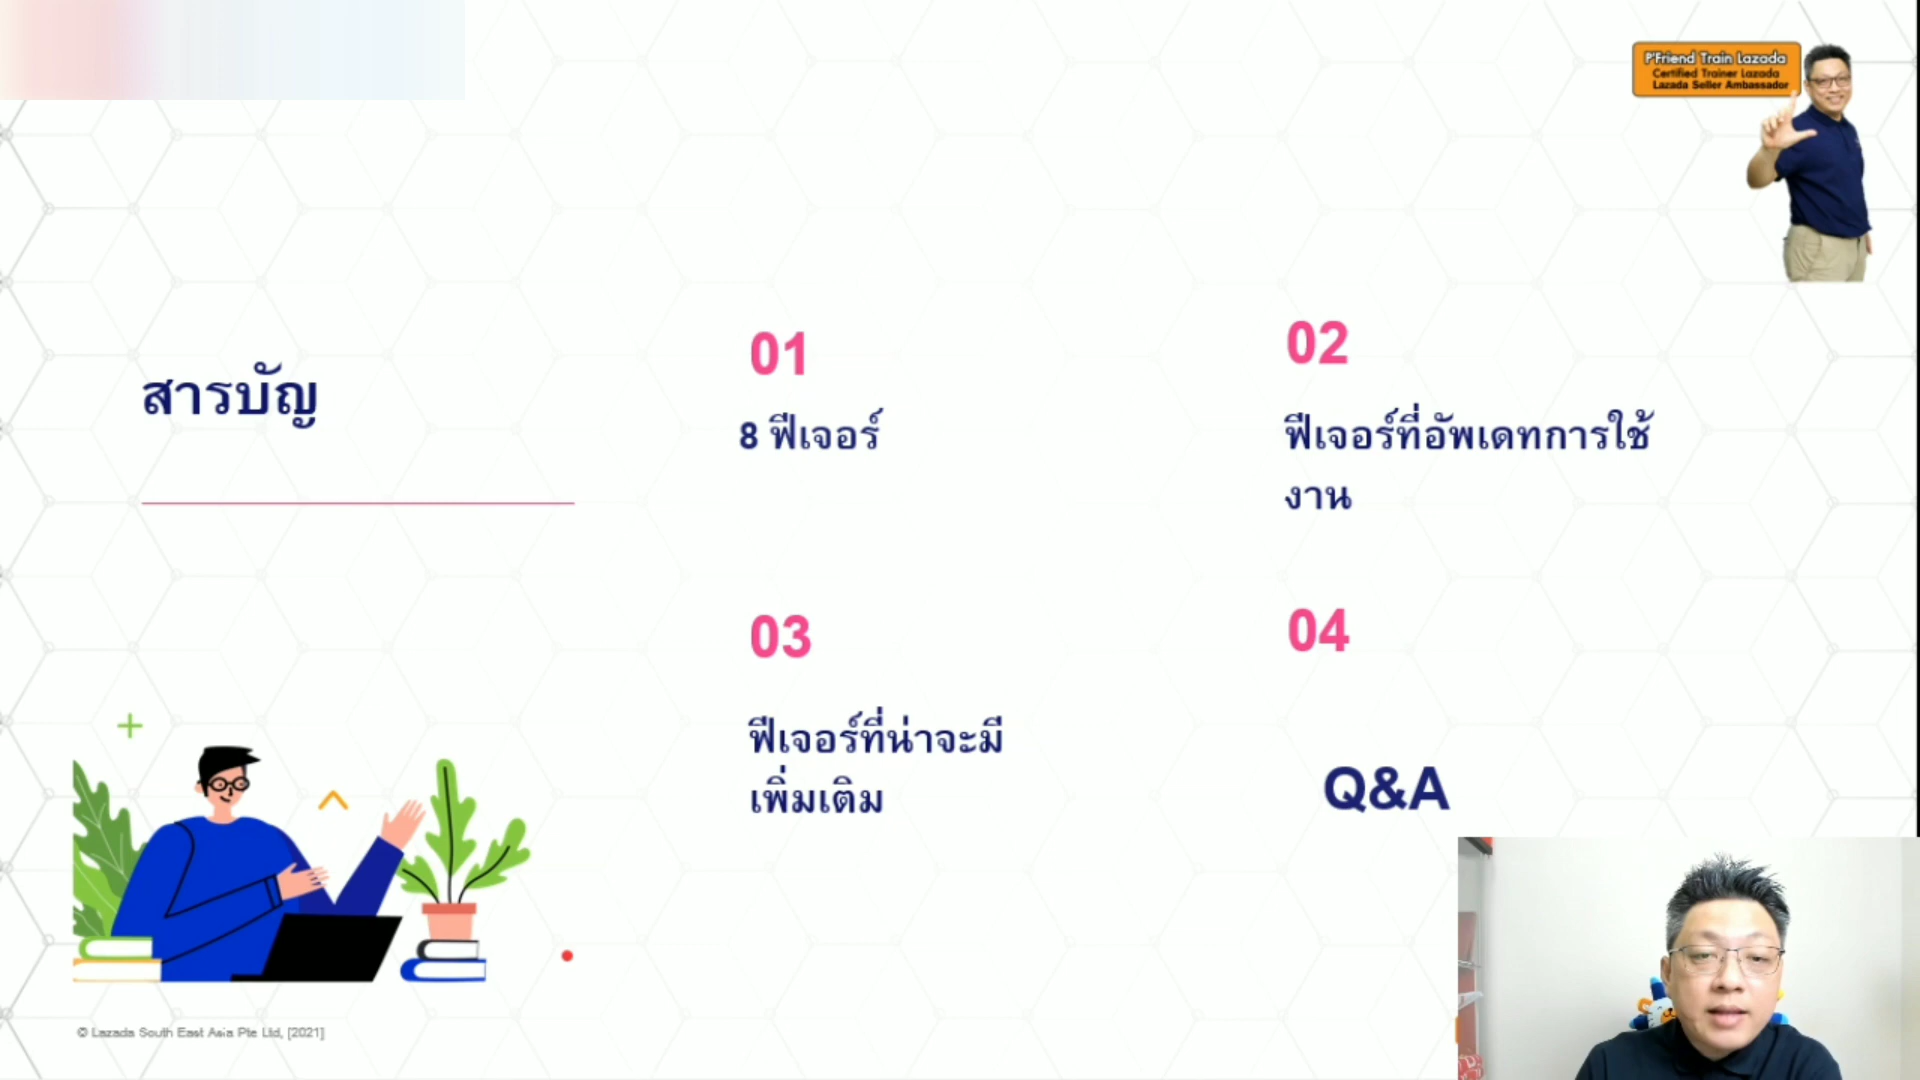 P'Friend Train Lazada
Certified Trainer Lazada
Lazada Seller Ambassador
สารบัญ
01
8 ฟีเจอร์
02
ฟีเจอร์ที่อัพเดทการใช้
งาน
03
ฟีเจอร์ที่น่าจะมี
เพิ่มเติม
04
Q&A
© Lazada South East Asia Pte Ltd, [2021]